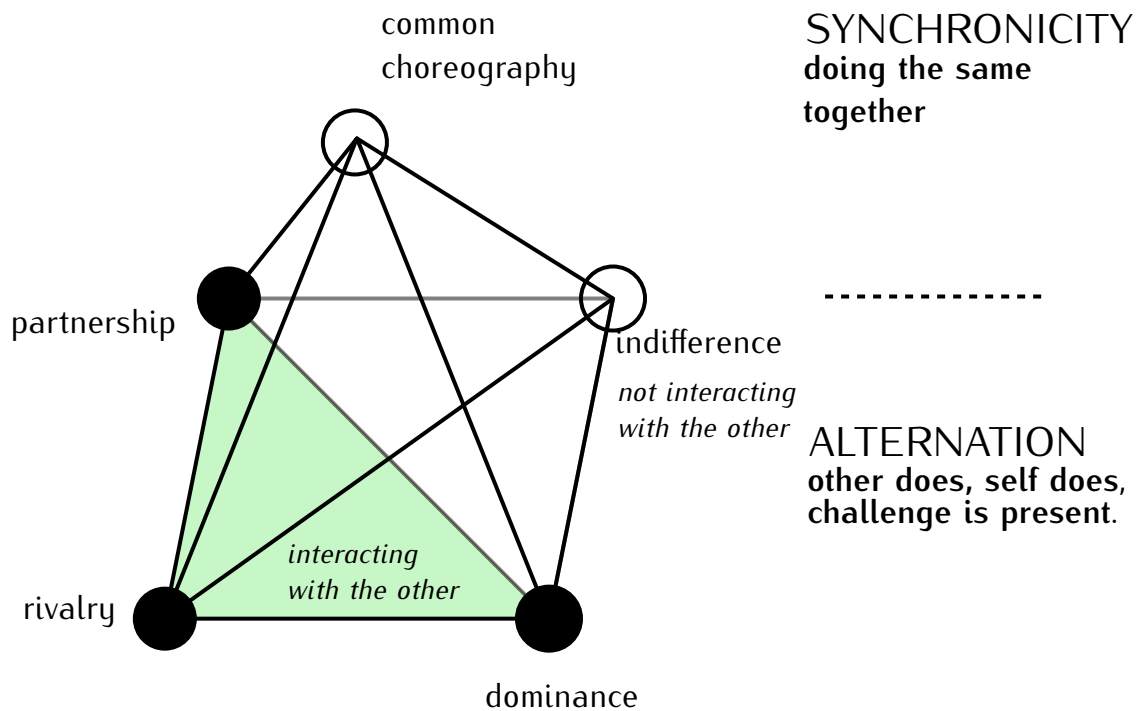 common
choreography
SYNCHRONICITY
doing the same
together
partnership
indifference
not interacting
with the other
ALTERNATION
other does, self does,
challenge is present.
interacting
with the other
rivalry
dominance